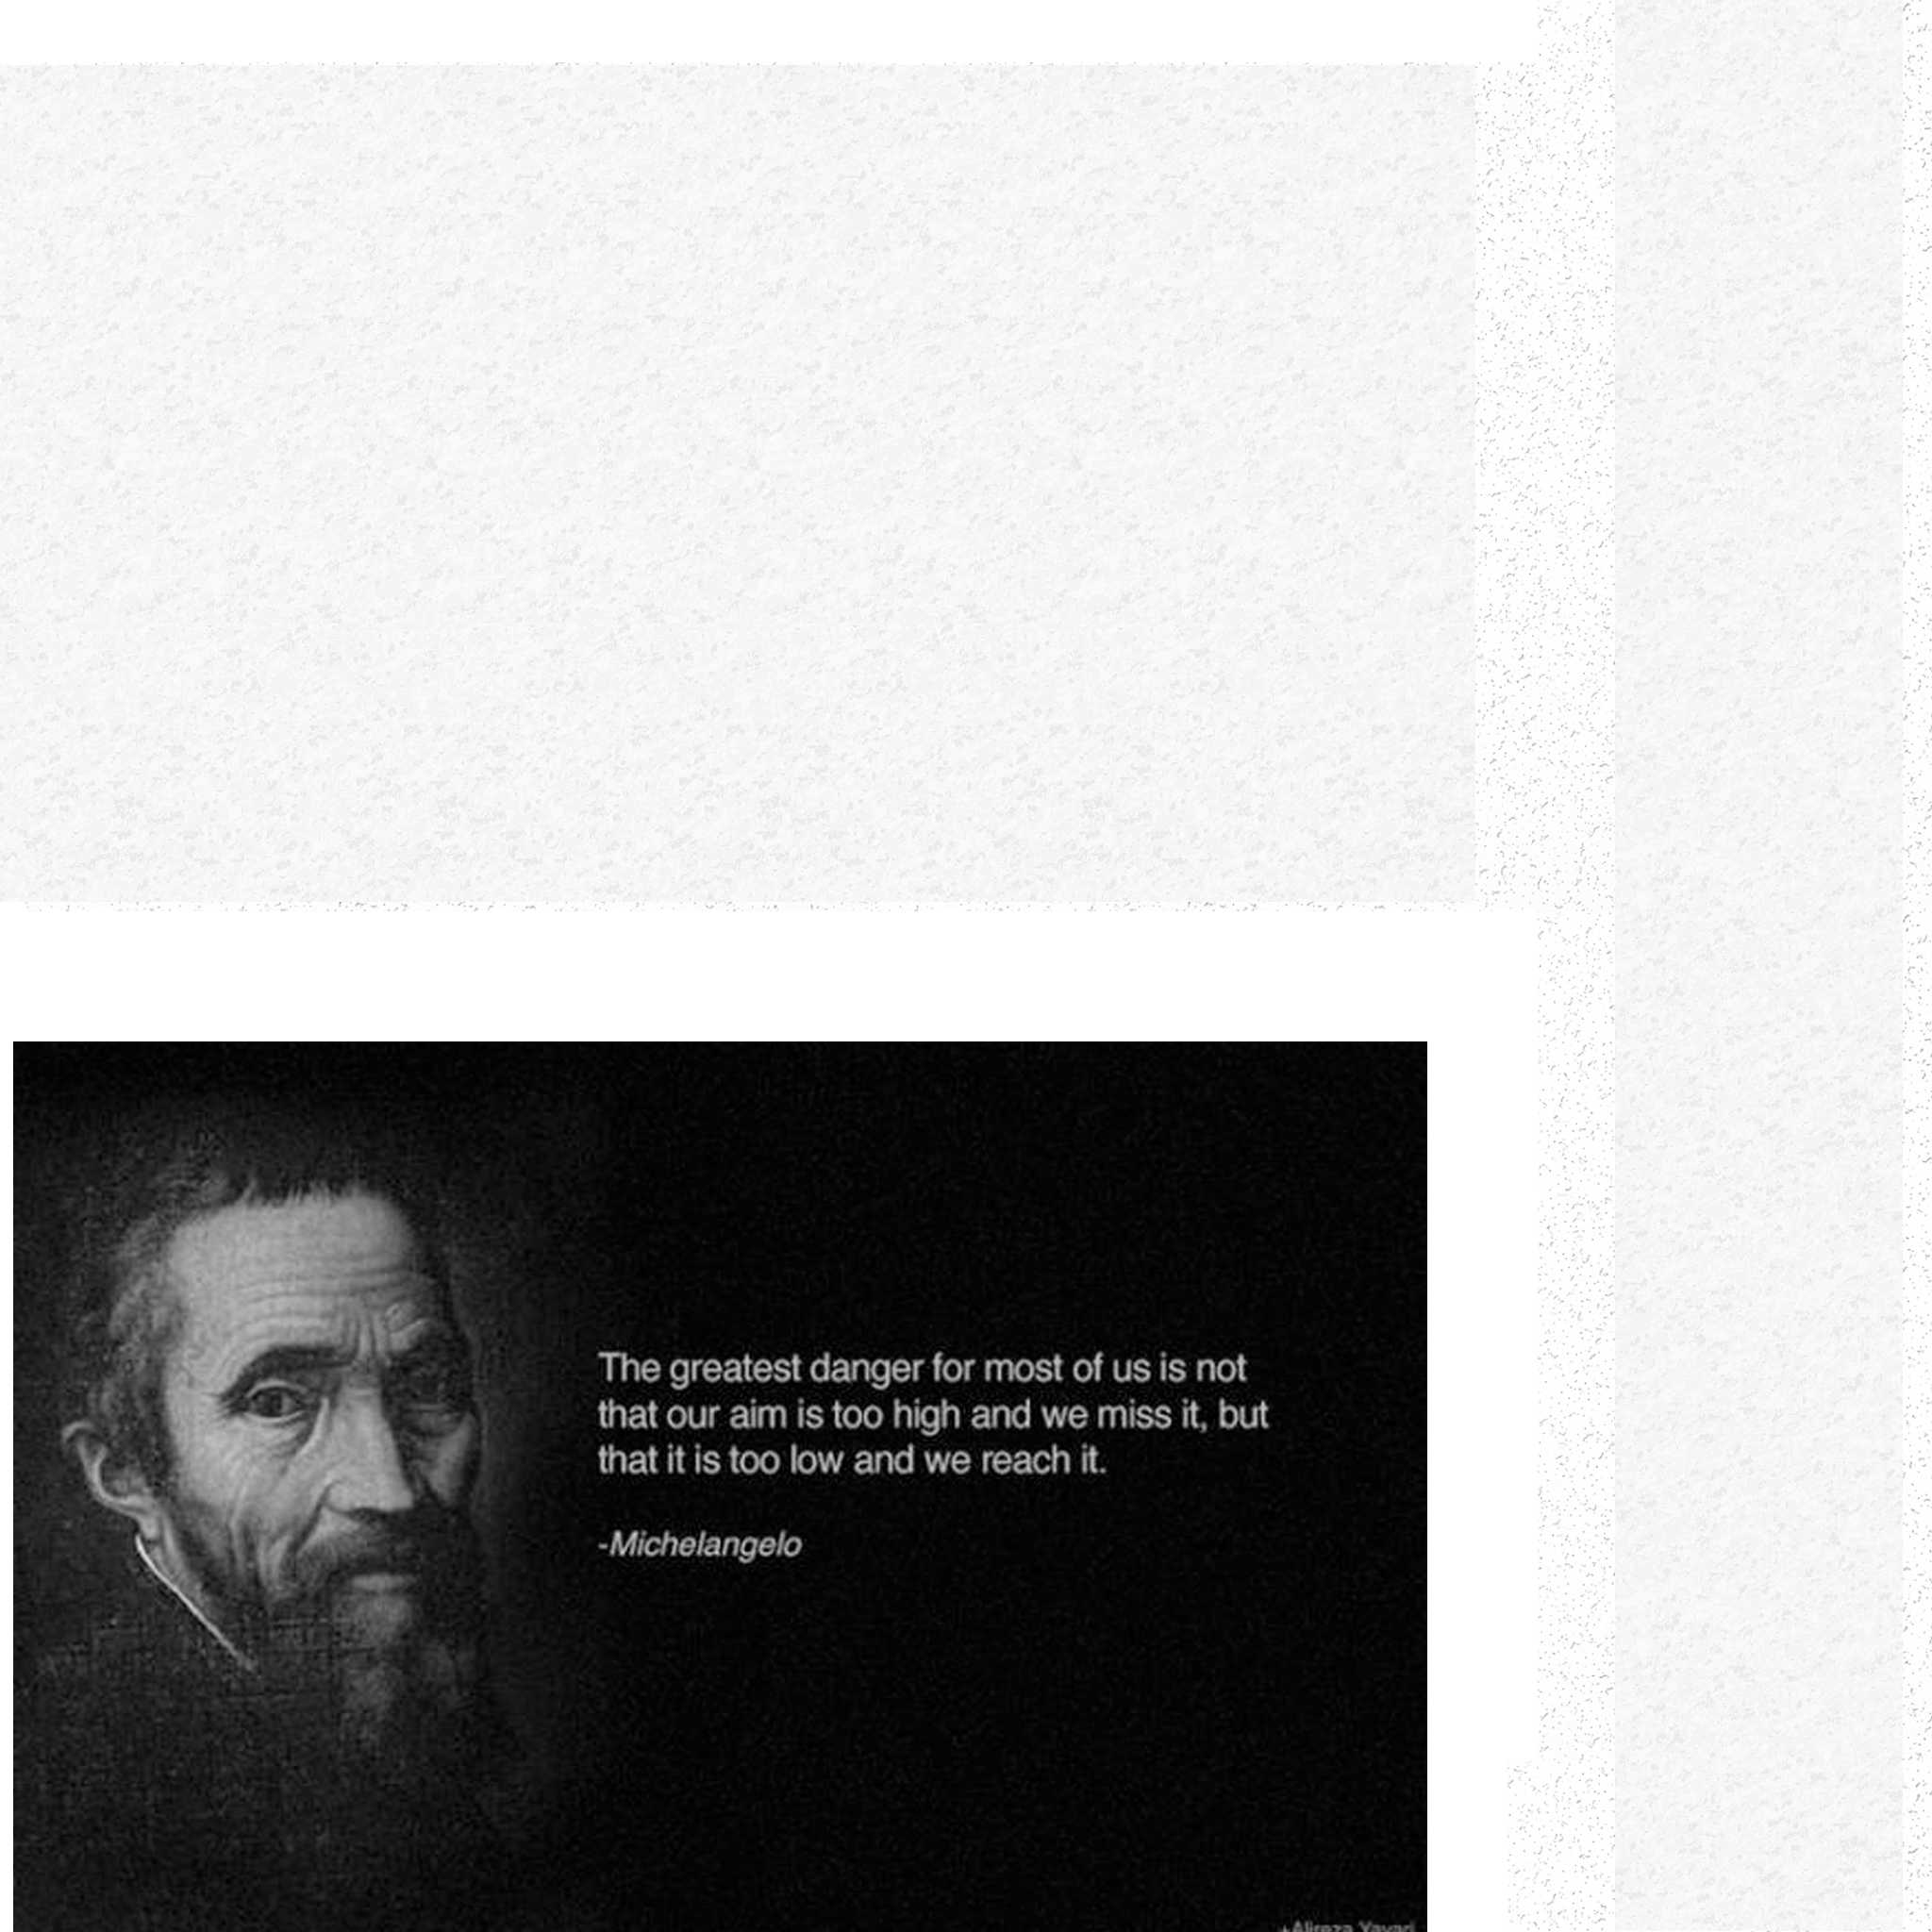 The greatest danger for most of us is not
that our aim is too high and we miss it, but
that it is too low and we reach it.
-Michelangelo
+Alireza Yavari